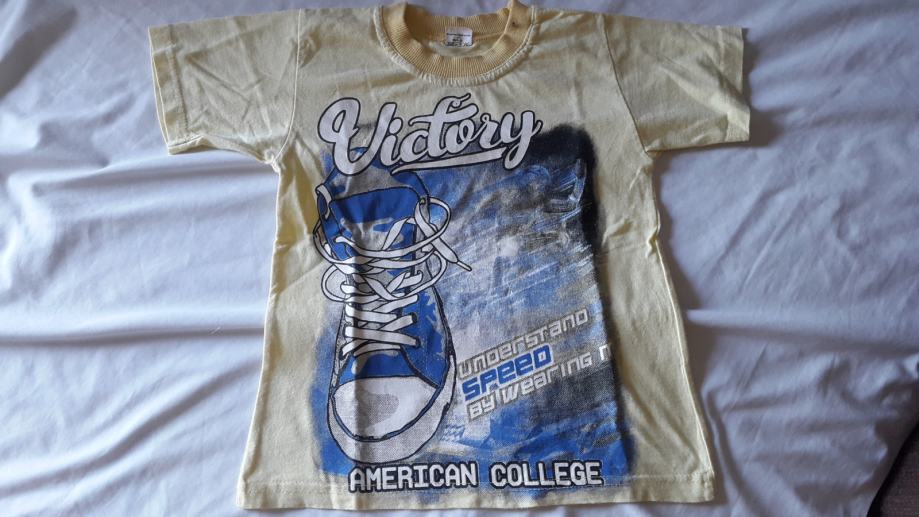 Victory
UNDERSTAND
SPEED
BY WEARING
AMERICAN COLLEGE